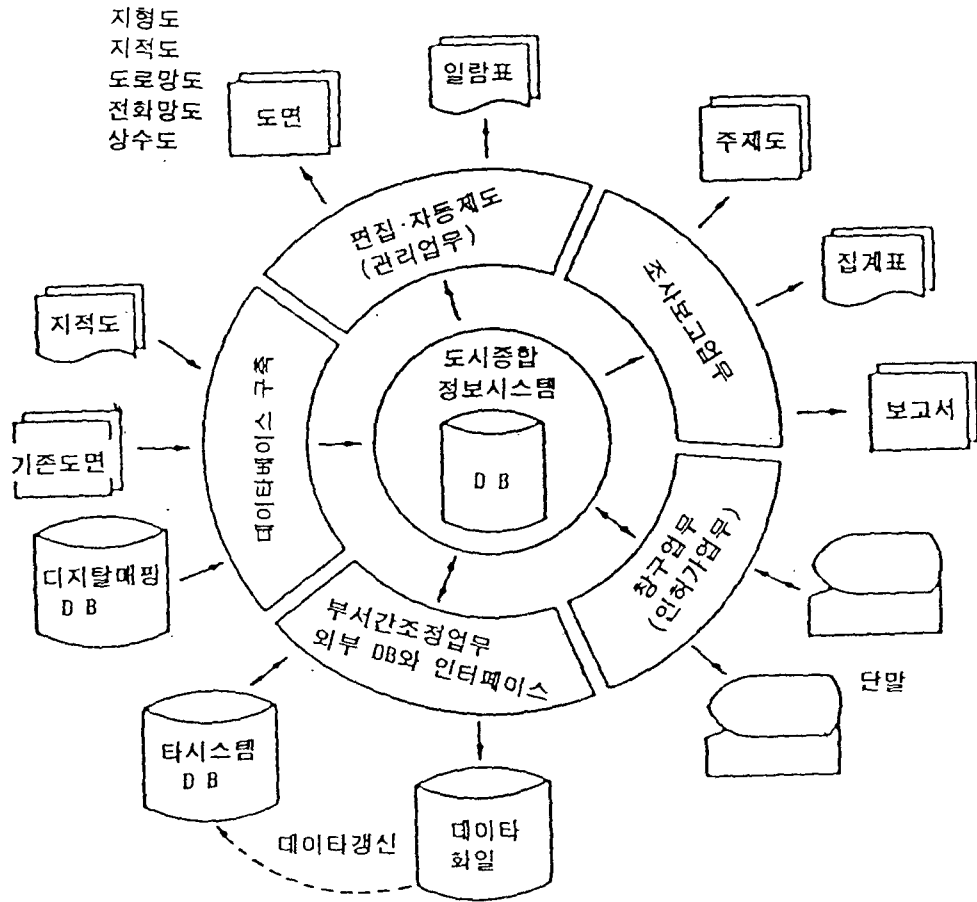 지형도
지적도
도로망도
전화망도
상수도
도면
일람표
주제도
집계표
보고서
편집·자동제도
(관리업무)
조사보고업무
지적도
기존도면
디지탈매핑
D B
데이타베이스 구축
도시종합
정보시스템
D B
창구업무
(인허가업무)
부서간조정업무
외부 DB와 인터페이스
단말
타시스템
D B
데이타갱신
데이타
화일